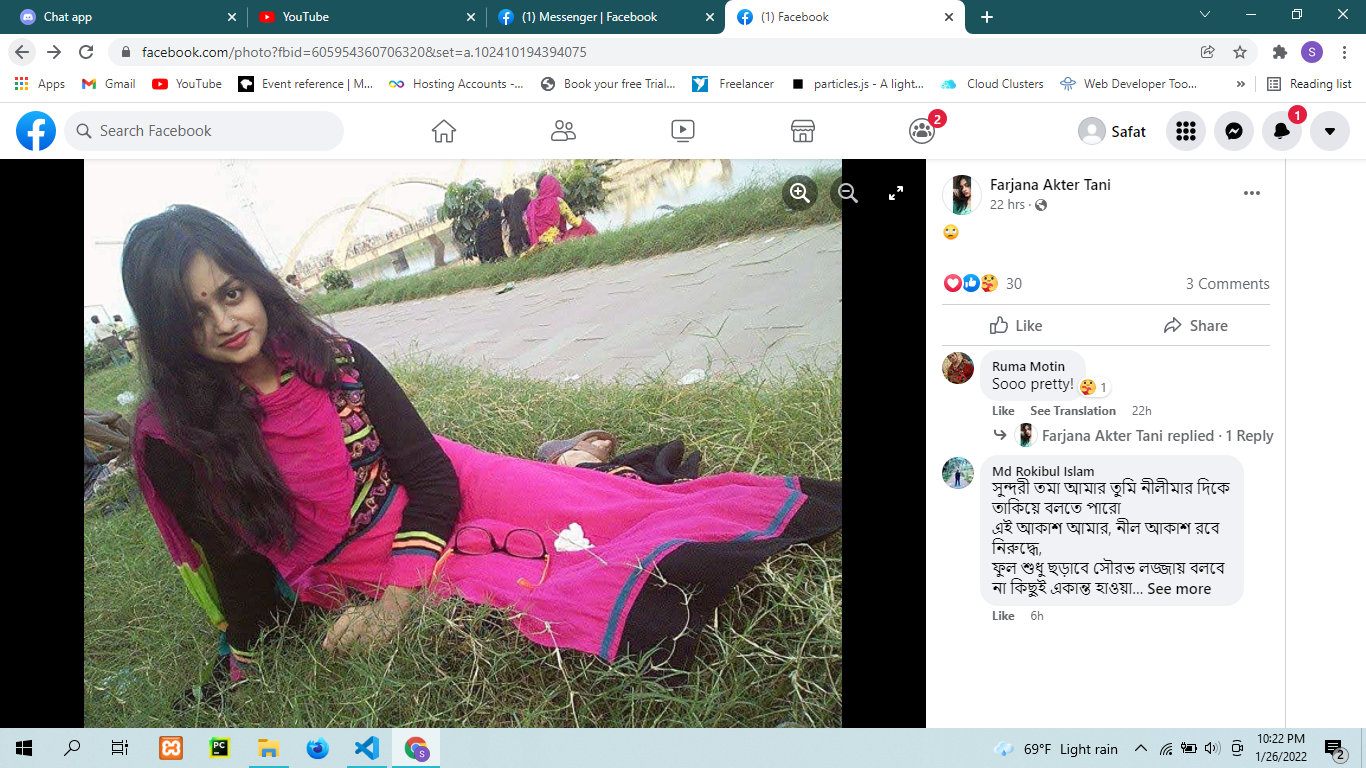 Chat app
YouTube
(1) Messenger | Facebook
(1) Facebook
facebook.com/photo?fbid=605954360706320&set=a.102410194394075
S
Apps
Gmail
YouTube
Event reference | M...
Hosting Accounts -...
Book your free Trial...
Freelancer
particles.js - A light...
Cloud Clusters
Web Developer Too...
»
Reading list
Search Facebook
2
Safat
1
Farjana Akter Tani
22 hrs ·
30
3 Comments
Like
Share
Ruma Motin
Sooo pretty!
1
Like See Translation 22h
Farjana Akter Tani replied · 1 Reply
Md Rokibul Islam
সুন্দরী তমা আমার তুমি নীলীমার দিকে
তাকিয়ে বলতে পারো
এই আকাশ আমার, নীল আকাশ রবে
নিরুদ্ধে,
ফুল শুধু ছড়াবে সৌরভ লজ্জায় বলবে
না কিছুই একান্ত হাওয়া... See more
Like 6h
PC
S
69°F Light rain
10:22 PM
1/26/2022
2